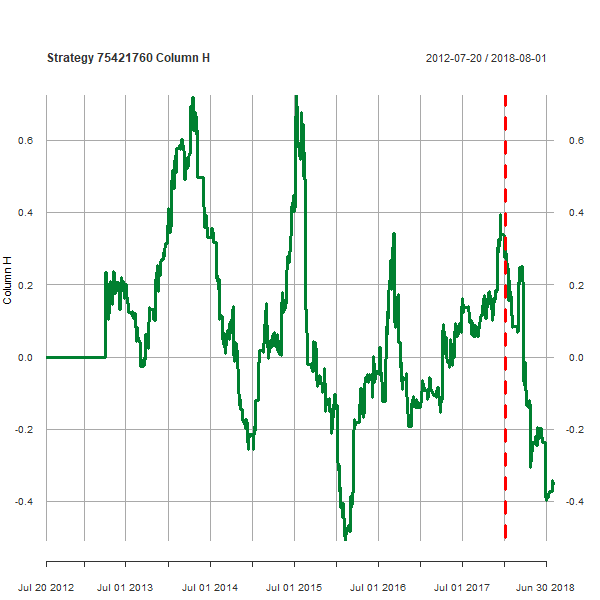 Strategy 75421760 Column H
2012-07-20 / 2018-08-01
Column H
0.6
0.4
0.2
0.0
-0.2
-0.4
0.6
0.4
0.2
0.0
-0.2
-0.4
Jul 20 2012
Jul 01 2013
Jul 01 2014
Jul 01 2015
Jul 01 2016
Jul 01 2017
Jun 30 2018